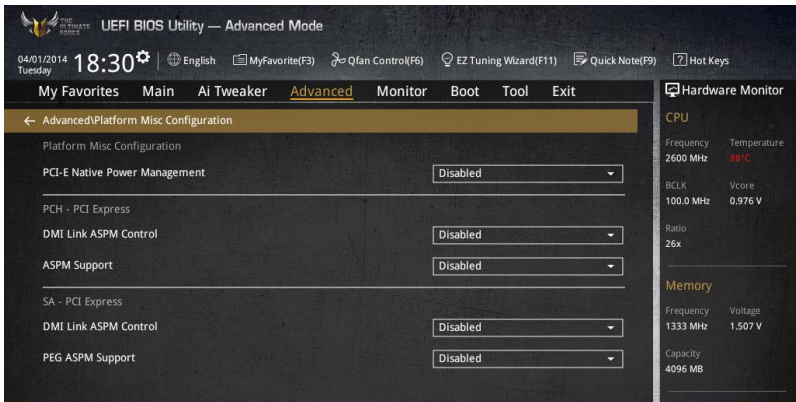 THE ULTIMATE FORCE
UEFI BIOS Utility — Advanced Mode
04/01/2014
Tuesday
18:30
English
MyFavorite(F3)
Qfan Control(F6)
EZ Tuning Wizard(F11)
Quick Note(F9)
Hot Keys
My Favorites
Main
Ai Tweaker
Advanced
Monitor
Boot
Tool
Exit
Hardware Monitor
← Advanced\Platform Misc Configuration
Platform Misc Configuration
PCI-E Native Power Management Disabled
PCH - PCI Express
DMI Link ASPM Control Disabled
ASPM Support Disabled
SA - PCI Express
DMI Link ASPM Control Disabled
PEG ASPM Support Disabled
CPU
Frequency Temperature
2600 MHz 88°C
BCLK Vcore
100.0 MHz 0.976 V
Ratio
26x
Memory
Frequency Voltage
1333 MHz 1.507 V
Capacity
4096 MB